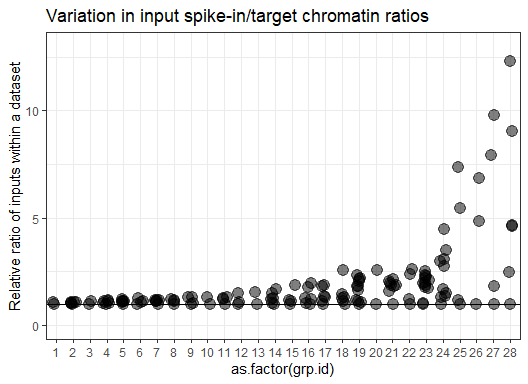 Variation in input spike-in/target chromatin ratios
Relative ratio of inputs within a dataset
10
5
0
1 2 3 4 5 6 7 8 9 10 11 12 13 14 15 16 17 18 19 20 21 22 23 24 25 26 27 28
as.factor(grp.id)